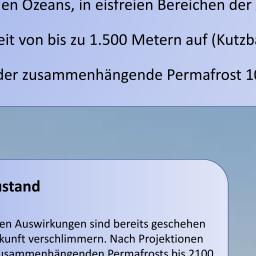 en Ozeans, in eisfreien Bereichen der
eit von bis zu 1.500 Metern auf (Kutzba
der zusammenhängende Permafrost 10
ustand
en Auswirkungen sind bereits geschehen
kunft verschlimmern. Nach Projektionen
usammenhängenden Permafrosts bis 2100